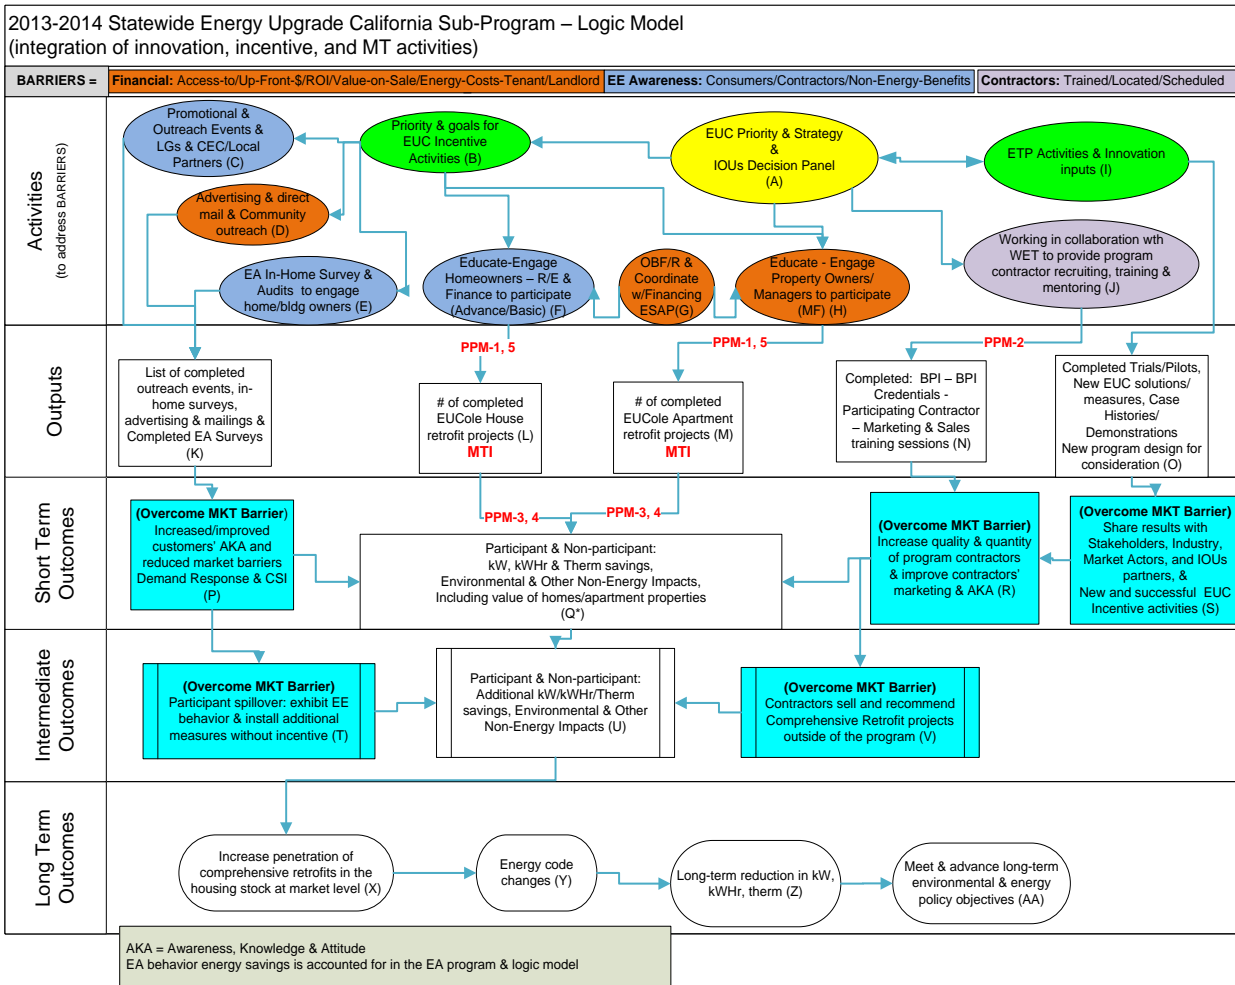 2013-2014 Statewide Energy Upgrade California Sub-Program – Logic Model
(integration of innovation, incentive, and MT activities)
BARRIERS =
Financial: Access-to/Up-Front-$/ROI/Value-on-Sale/Energy-Costs-Tenant/Landlord
EE Awareness: Consumers/Contractors/Non-Energy-Benefits
Contractors: Trained/Located/Scheduled
Activities
(to address BARRIERS)
Promotional &
Outreach Events &
LGs & CEC/Local
Partners (C)
Priority & goals for
EUC Incentive
Activities (B)
EUC Priority & Strategy
&
IOUs Decision Panel
(A)
ETP Activities & Innovation
inputs (I)
Advertising & direct
mail & Community
outreach (D)
EA In-Home Survey &
Audits to engage
home/bldg owners (E)
Educate-Engage
Homeowners – R/E &
Finance to participate
(Advance/Basic) (F)
OBF/R &
Coordinate
w/Financing
ESAP(G)
Educate - Engage
Property Owners/
Managers to participate
(MF) (H)
Working in collaboration wth
WET to provide program
contractor recruiting, training &
mentoring (J)
Outputs
PPM-1, 5
PPM-1, 5
PPM-2
List of completed
outreach events, in-
home surveys,
advertising & mailings &
Completed EA Surveys
(K)
# of completed
EUCole House
retrofit projects (L)
MTI
# of completed
EUCole Apartment
retrofit projects (M)
MTI
Completed: BPI – BPI
Credentials -
Participating Contractor
– Marketing & Sales
training sessions (N)
Completed Trials/Pilots,
New EUC solutions/
measures, Case
Histories/
Demonstrations
New program design for
consideration (O)
Short Term
Outcomes
PPM-3, 4
PPM-3, 4
(Overcome MKT Barrier)
Increased/improved
customers' AKA and
reduced market barriers
Demand Response & CSI
(P)
Participant & Non-participant:
kW, kWHr & Therm savings,
Environmental & Other Non-Energy Impacts,
Including value of homes/apartment properties
(Q*)
(Overcome MKT Barrier)
Increase quality & quantity
of program contractors
& improve contractors'
marketing & AKA (R)
(Overcome MKT Barrier)
Share results with
Stakeholders, Industry,
Market Actors, and IOUs
partners, &
New and successful EUC
Incentive activities (S)
Intermediate
Outcomes
(Overcome MKT Barrier)
Participant spillover: exhibit EE
behavior & install additional
measures without incentive (T)
Participant & Non-participant:
Additional kW/kWHr/Therm
savings, Environmental & Other
Non-Energy Impacts (U)
(Overcome MKT Barrier)
Contractors sell and recommend
Comprehensive Retrofit projects
outside of the program (V)
Long Term
Outcomes
Increase penetration of
comprehensive retrofits in the
housing stock at market level (X)
Energy code
changes (Y)
Long-term reduction in kW,
kWHr, therm (Z)
Meet & advance long-term
environmental & energy
policy objectives (AA)
AKA = Awareness, Knowledge & Attitude
EA behavior energy savings is accounted for in the EA program & logic model